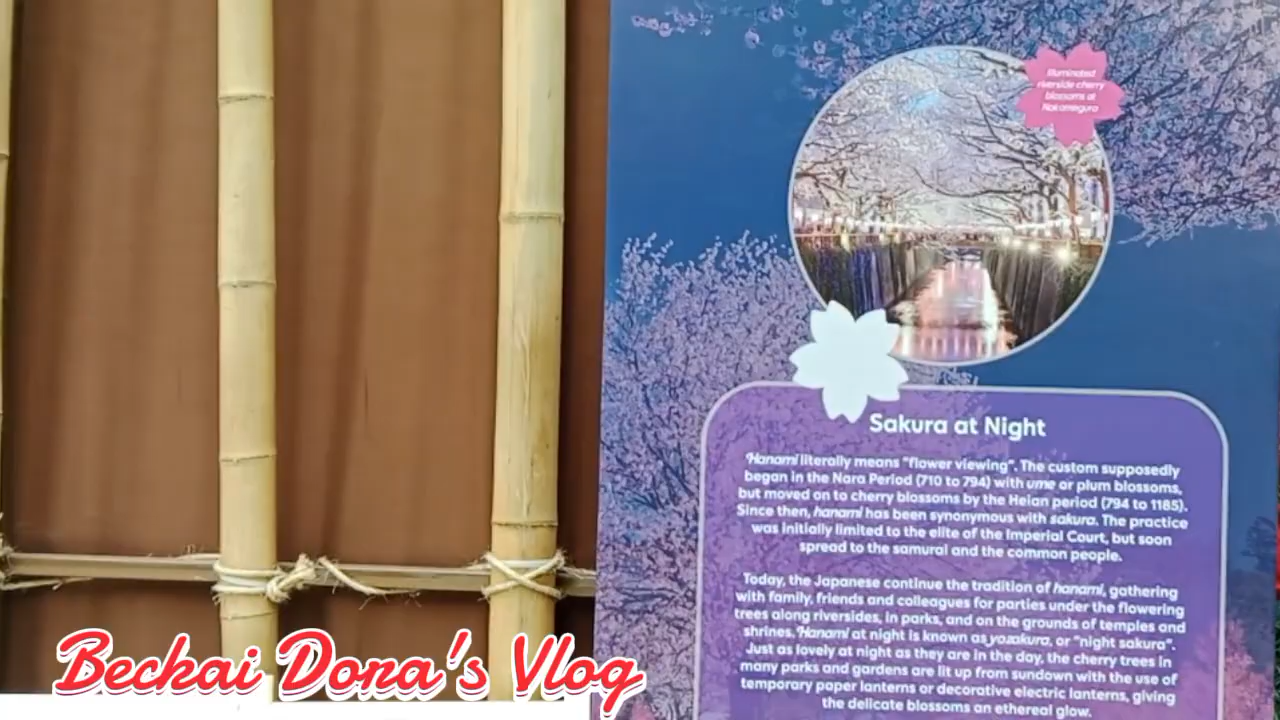 Illuminated
riverside cherry
blossoms at
Nakameguro
Sakura at Night
Hanami literally means "flower viewing". The custom supposedly
began in the Nara Period (710 to 794) with ume or plum blossoms,
but moved on to cherry blossoms by the Heian period (794 to 1185).
Since then, hanami has been synonymous with sakura. The practice
was initially limited to the elite of the Imperial Court, but soon
spread to the samurai and the common people.
Today, the Japanese continue the tradition of hanami, gathering
with family, friends and colleagues for parties under the flowering
trees along riversides, in parks, and on the grounds of temples and
shrines. Hanami at night is known as yozakura, or "night sakura".
Just as lovely at night as they are in the day, the cherry trees in
many parks and gardens are lit up from sundown with the use of
temporary paper lanterns or decorative electric lanterns, giving
the delicate blossoms an ethereal glow.
Beckai Dora's Vlog